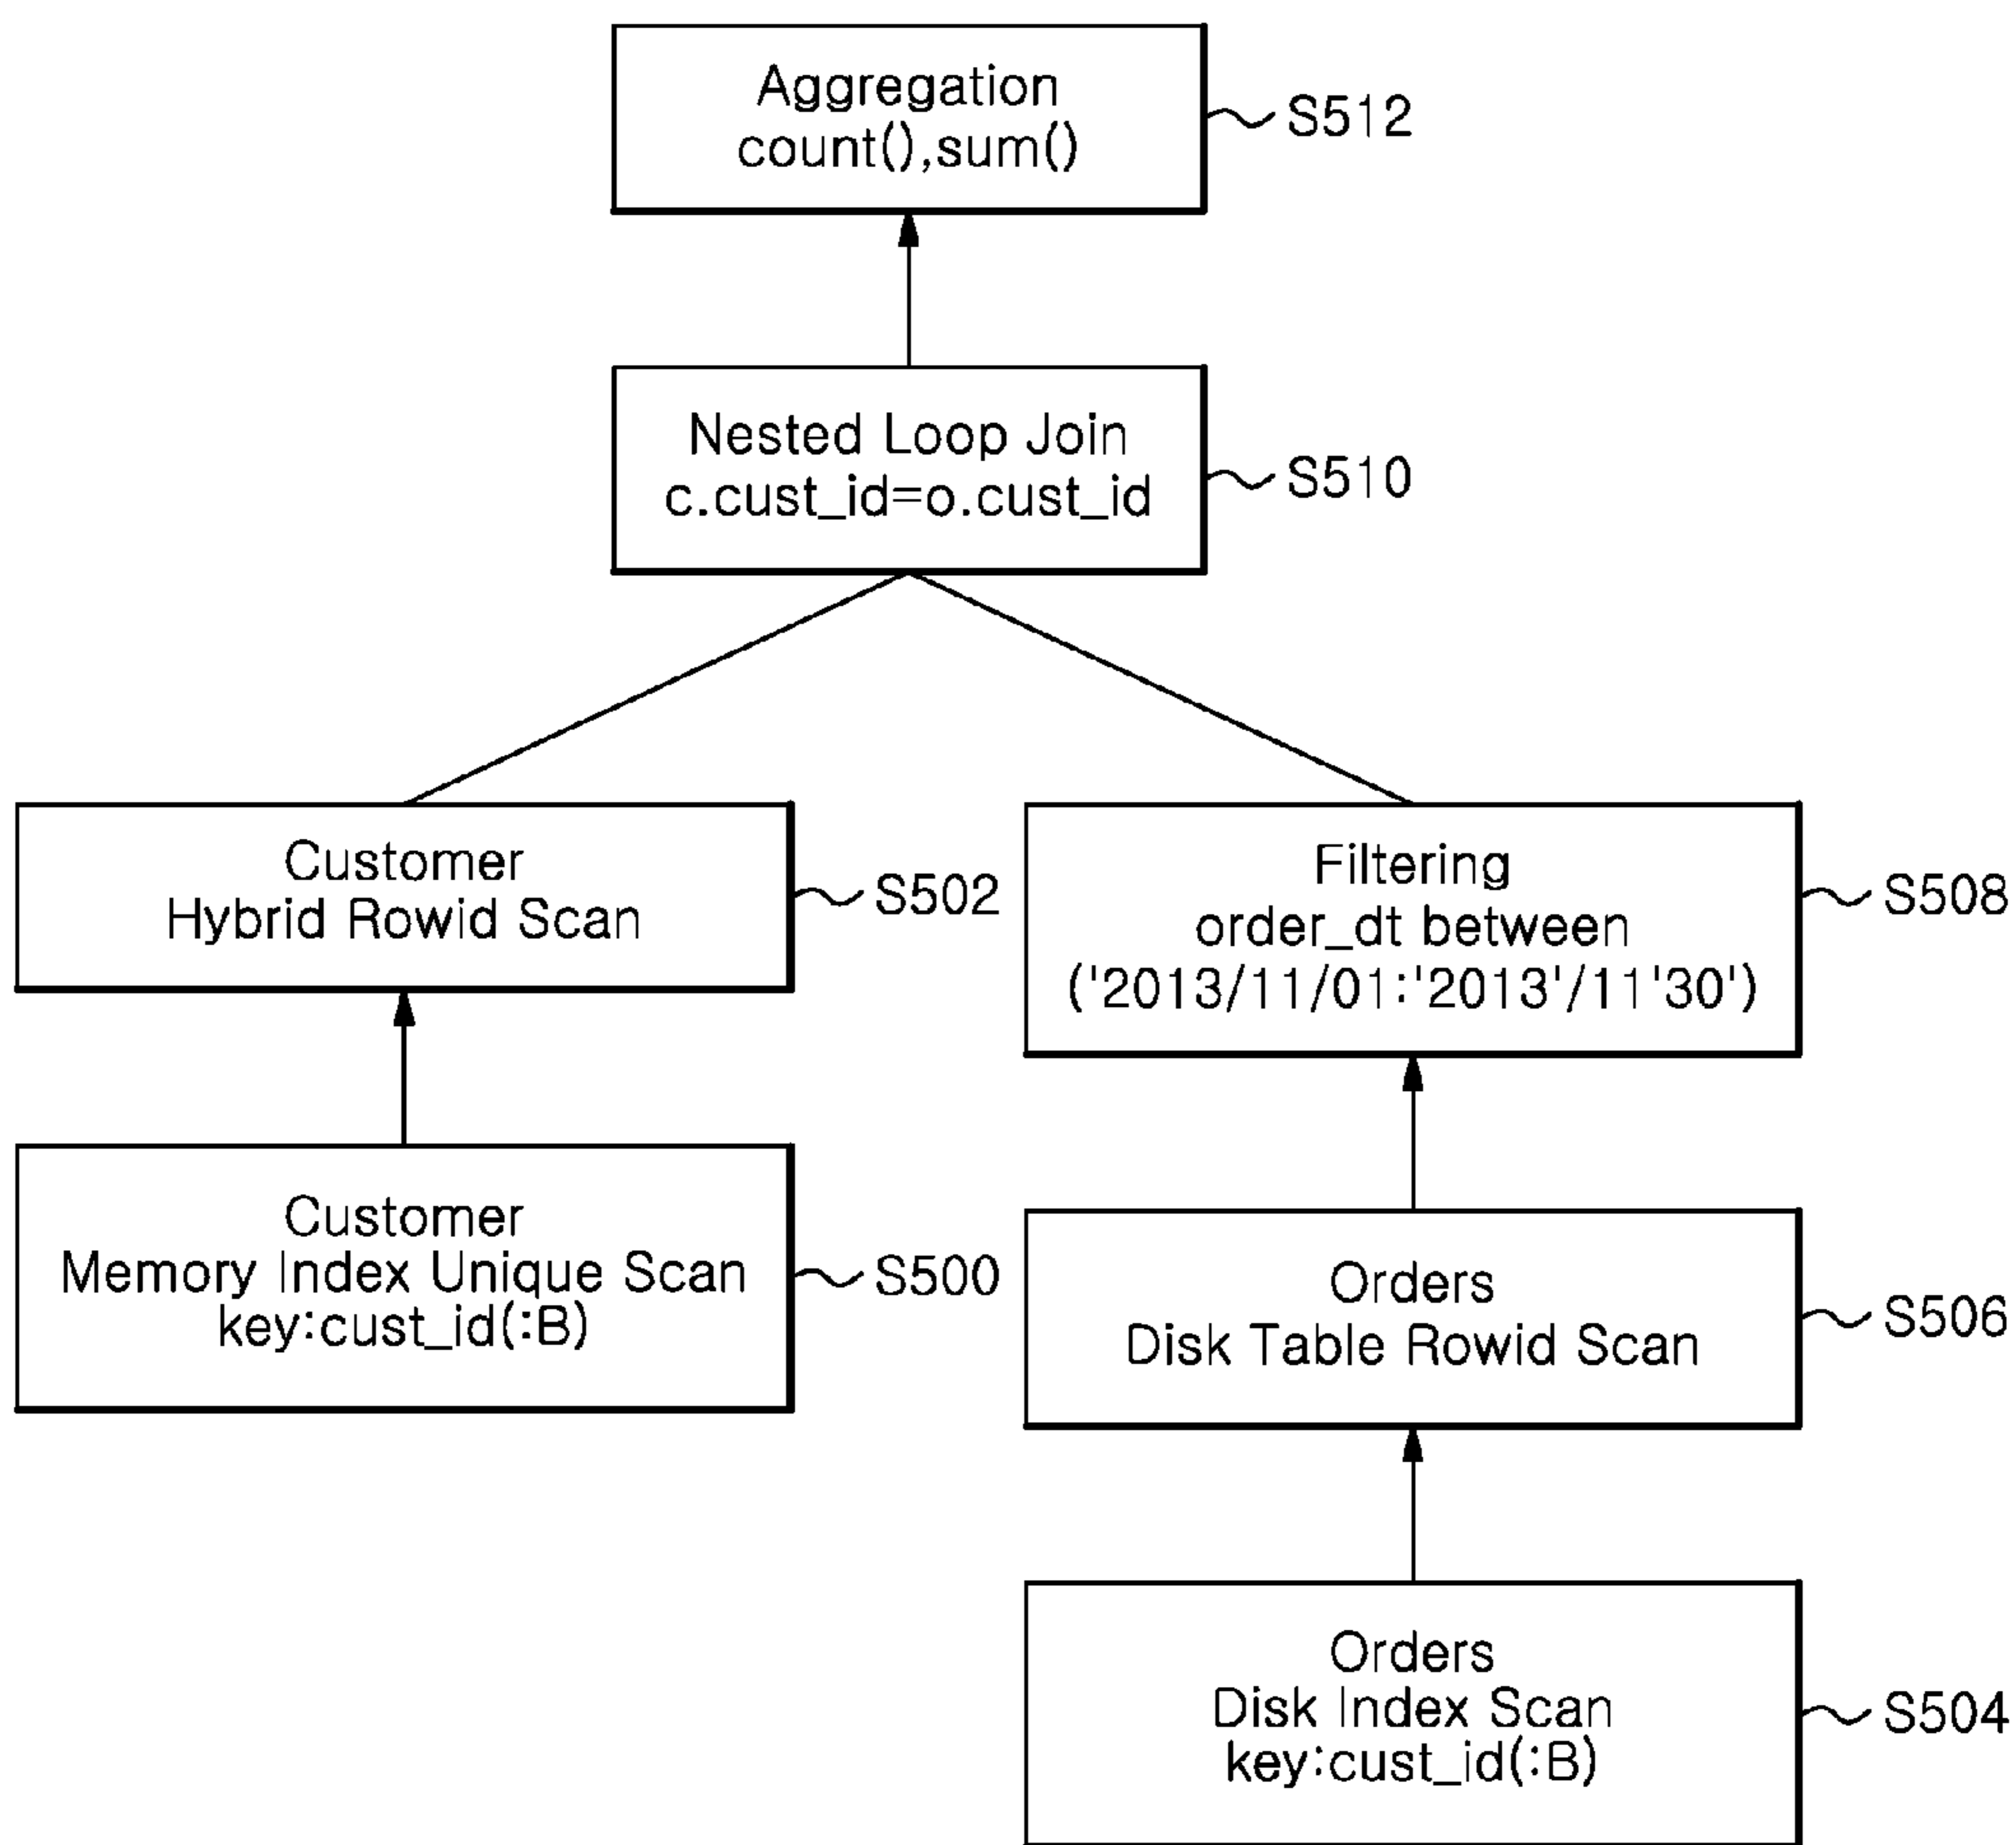 Aggregation
count(),sum()
S512
Nested Loop Join
c.cust_id=o.cust_id
S510
Customer
Hybrid Rowid Scan
S502
Filtering
order_dt between
('2013/11/01:'2013'/11'30')
S508
Customer
Memory Index Unique Scan
key:cust_id(:B)
S500
Orders
Disk Table Rowid Scan
S506
Orders
Disk Index Scan
key:cust_id(:B)
S504